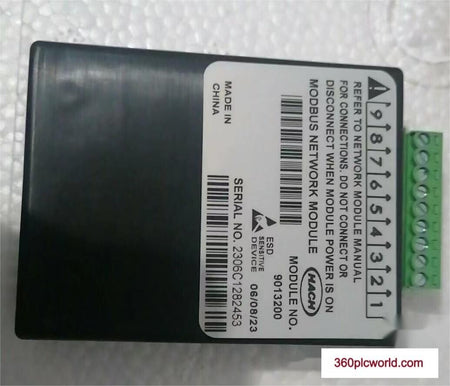 REFER TO NETWORK MODULE MANUAL
FOR CONNECTIONS. DO NOT CONNECT OR
DISCONNECT WHEN MODULE POWER IS ON
MODBUS NETWORK MODULE
9
8
7
6
5
4
3
2
1
HACH
MODULE NO.
9013200
ESD
SENSITIVE
DEVICE
06/08/23
SERIAL NO. 2306C1282453
MADE IN
CHINA
360plcworld.com